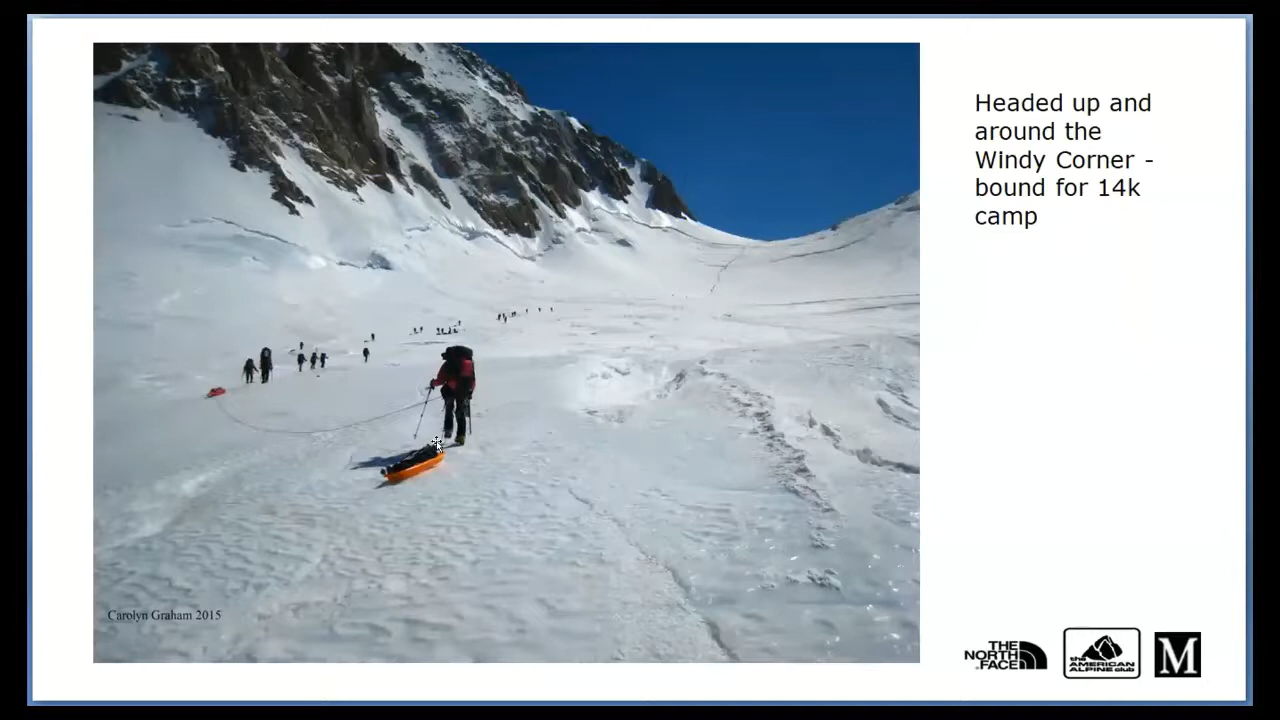 Headed up and
around the
Windy Corner -
bound for 14k
camp
Carolyn Graham 2015
THE
NORTH
FACE
the
AMERICAN
ALPINE club
M